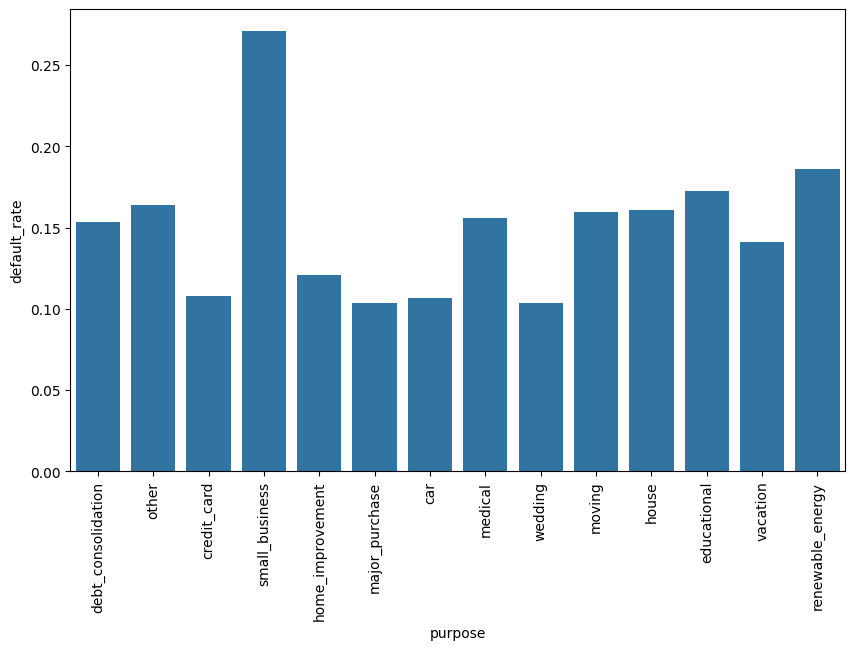 default_rate
0.25
0.20
0.15
0.10
0.05
0.00
debt_consolidation
other
credit_card
small_business
home_improvement
major_purchase
car
medical
wedding
moving
house
educational
vacation
renewable_energy
purpose